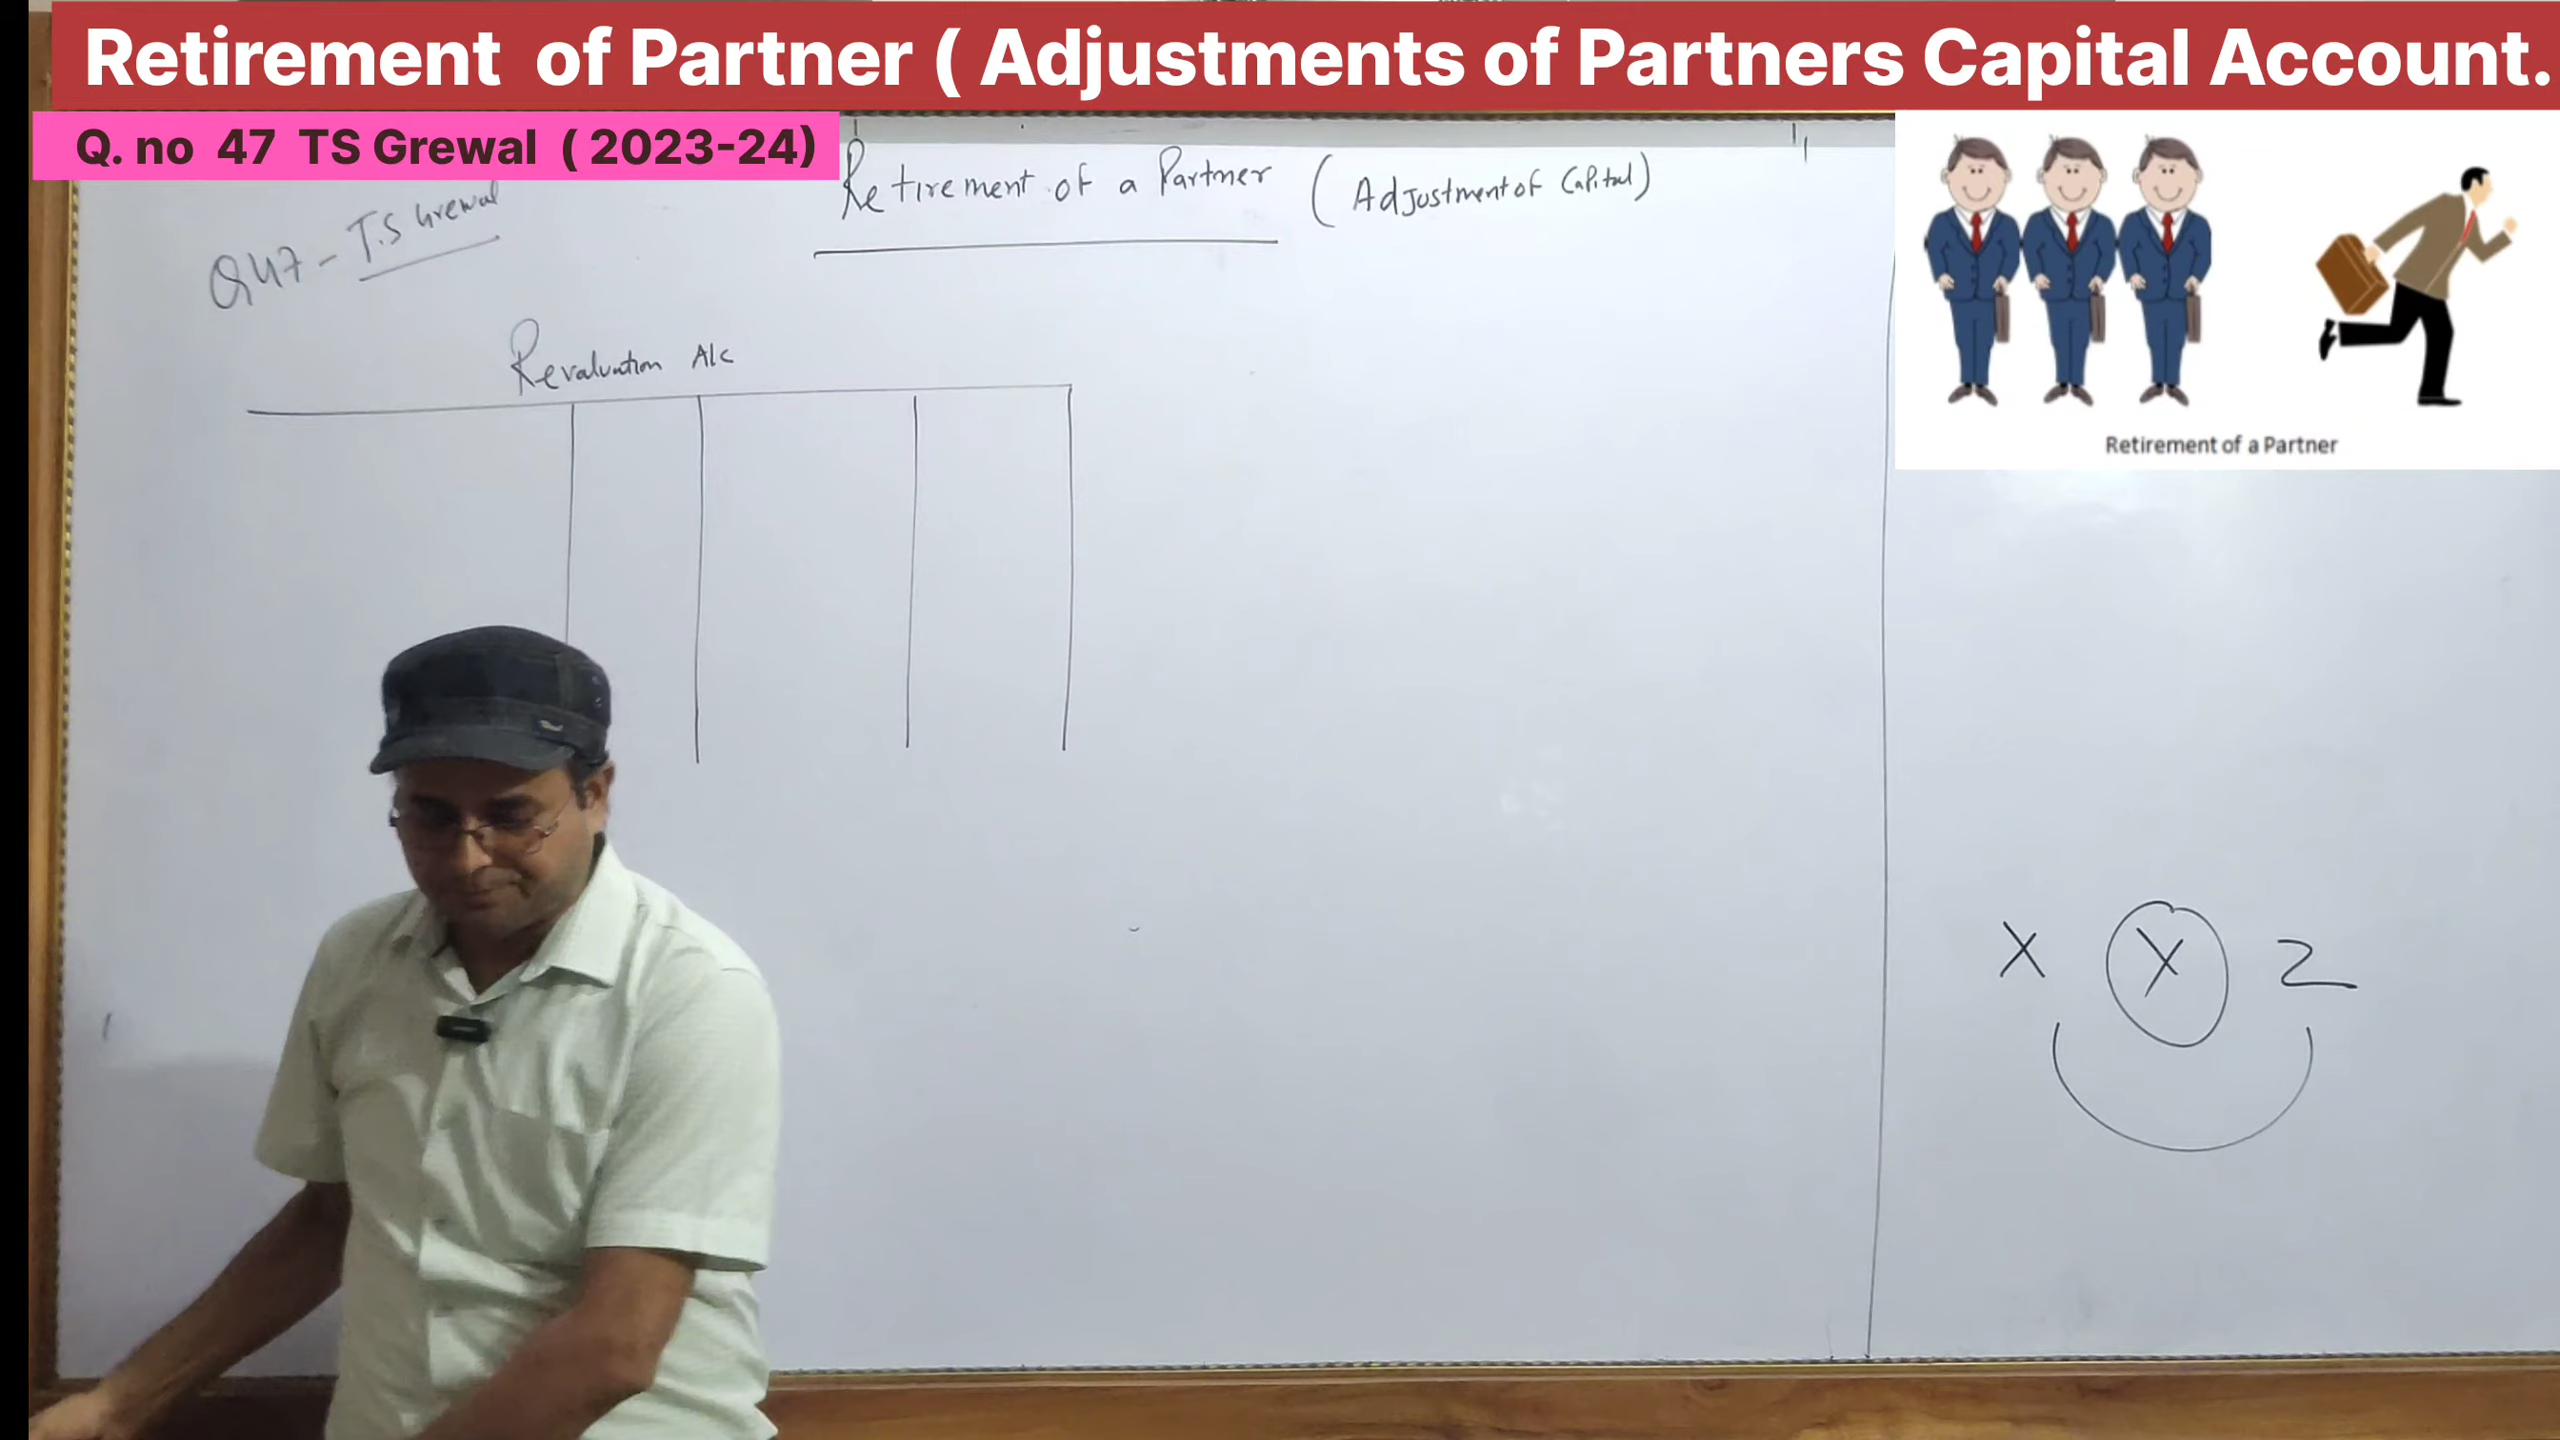 Retirement of Partner ( Adjustments of Partners Capital Account.
Q. no 47 TS Grewal ( 2023-24)
Retirement of a Partner ( Adjustment of Capital)
Q47 - T.S Grewal
Revaluation A/c
Retirement of a Partner
X Y Z